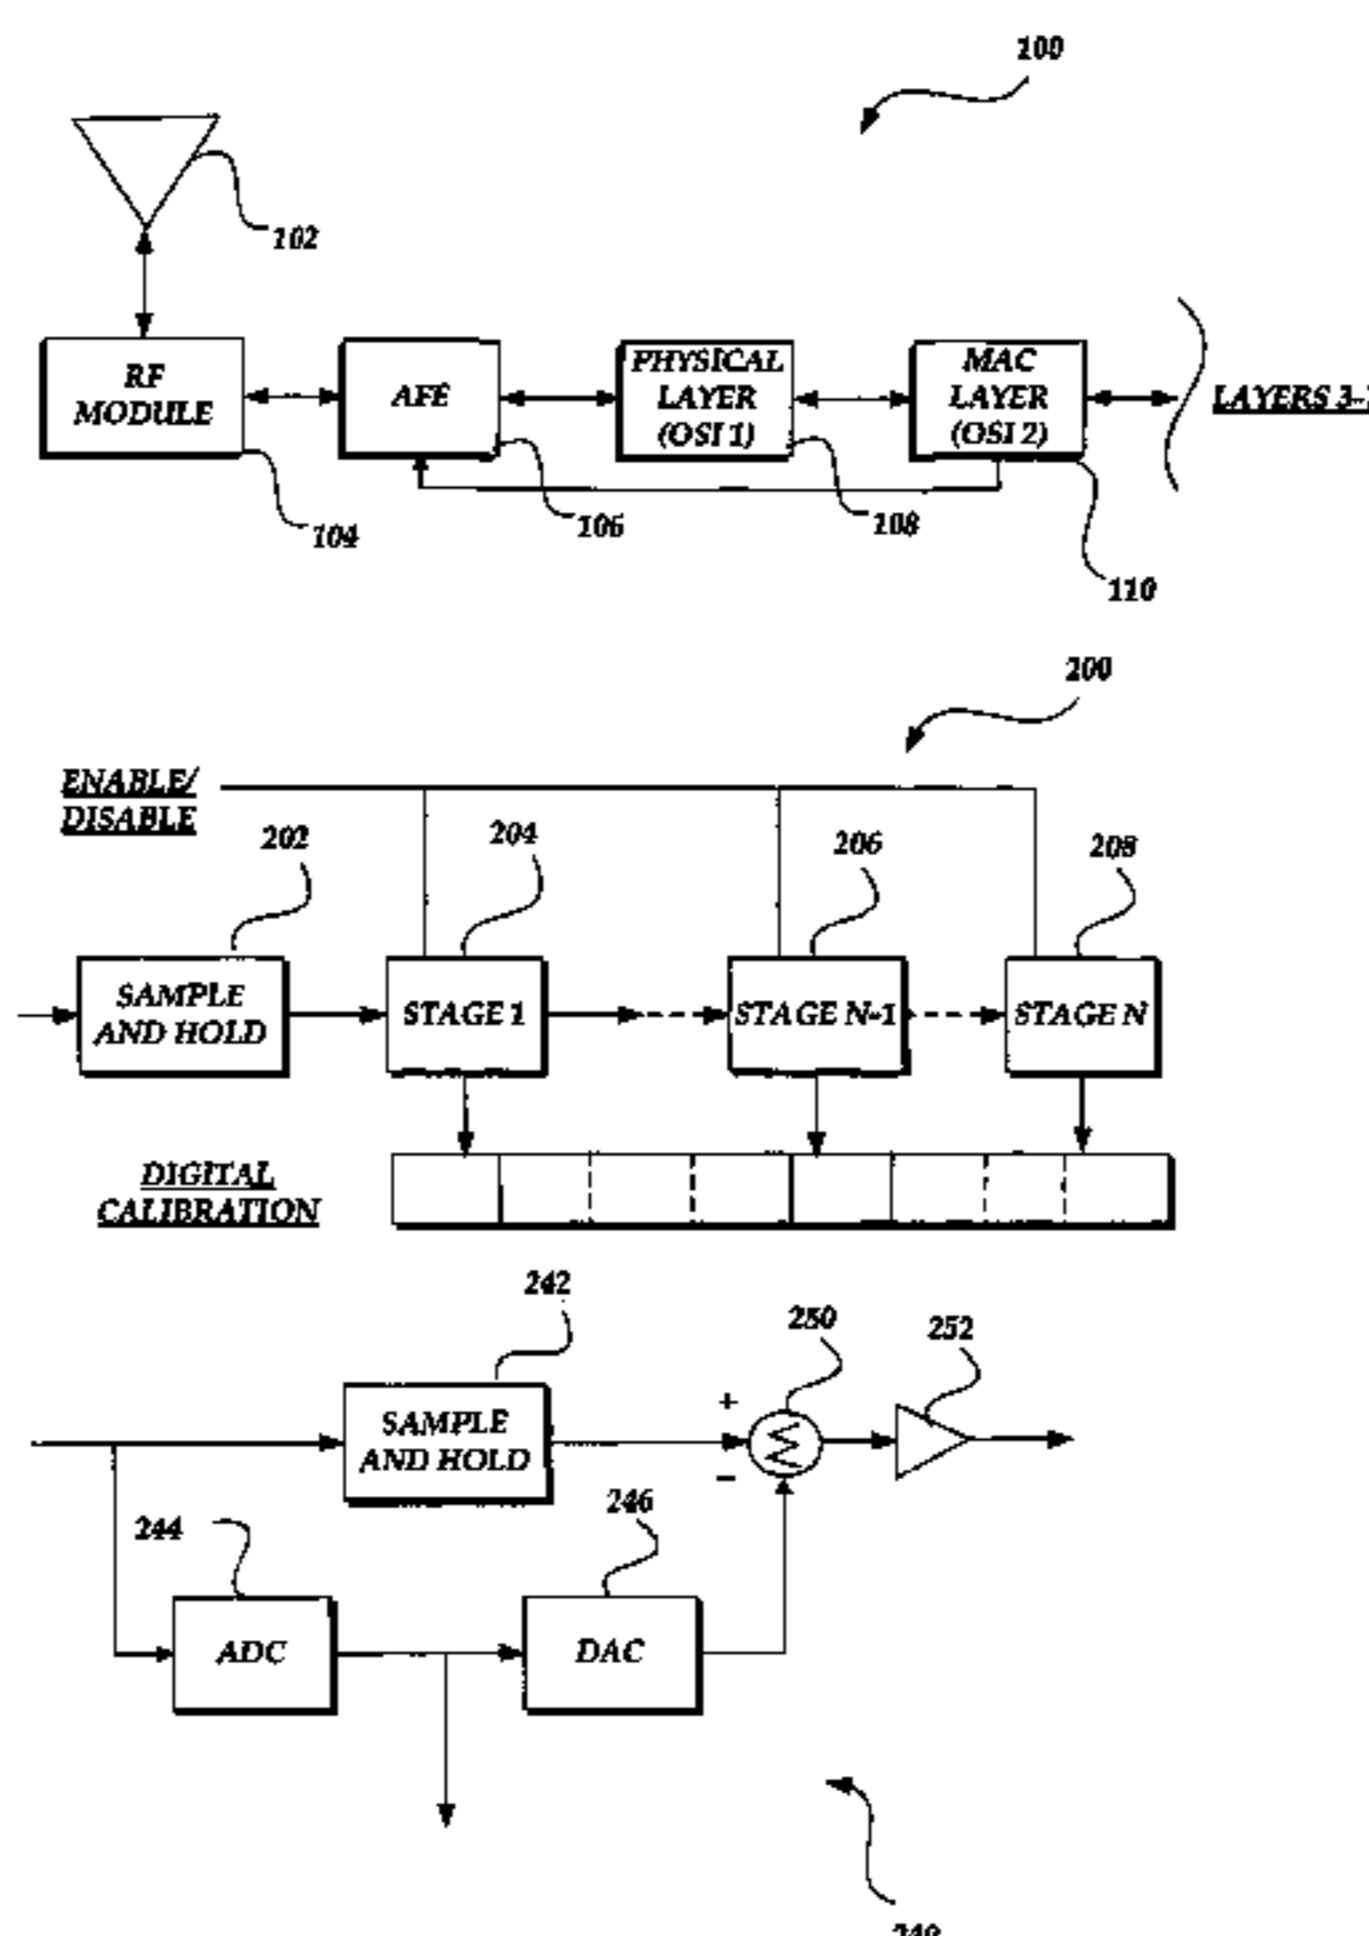 100
102
RF
MODULE
AFE
PHYSICAL
LAYER
(OSI 1)
MAC
LAYER
(OSI 2)
LAYERS
104
106
108
110
200
ENABLE/
DISABLE
202
204
206
208
SAMPLE
AND HOLD
STAGE 1
STAGE N-1
STAGE N
DIGITAL
CALIBRATION
242
250
252
+
SAMPLE
AND HOLD
−
244
246
ADC
DAC